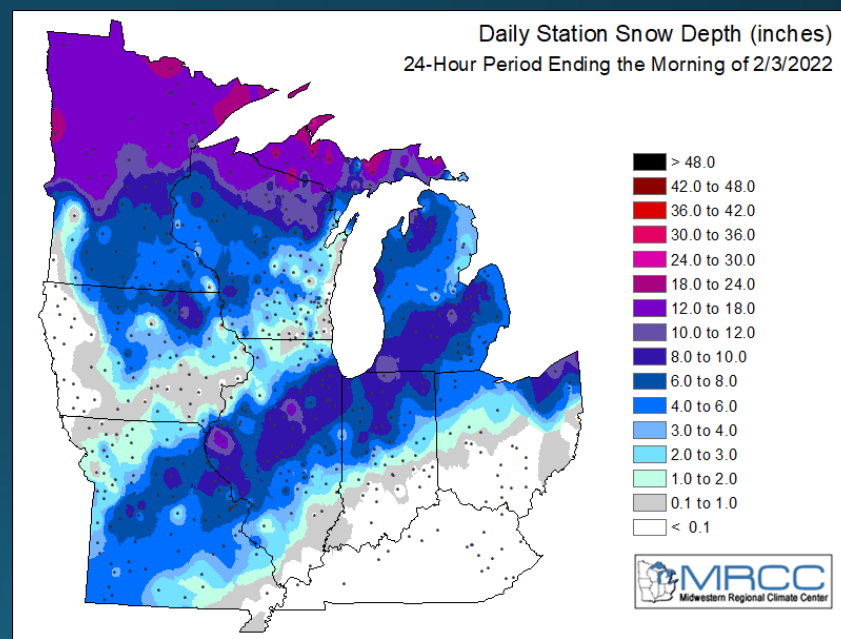 Daily Station Snow Depth (inches)
24-Hour Period Ending the Morning of 2/3/2022
> 48.0
42.0 to 48.0
36.0 to 42.0
30.0 to 36.0
24.0 to 30.0
18.0 to 24.0
12.0 to 18.0
10.0 to 12.0
8.0 to 10.0
6.0 to 8.0
4.0 to 6.0
3.0 to 4.0
2.0 to 3.0
1.0 to 2.0
0.1 to 1.0
< 0.1
MRCC
Midwestern Regional Climate Center